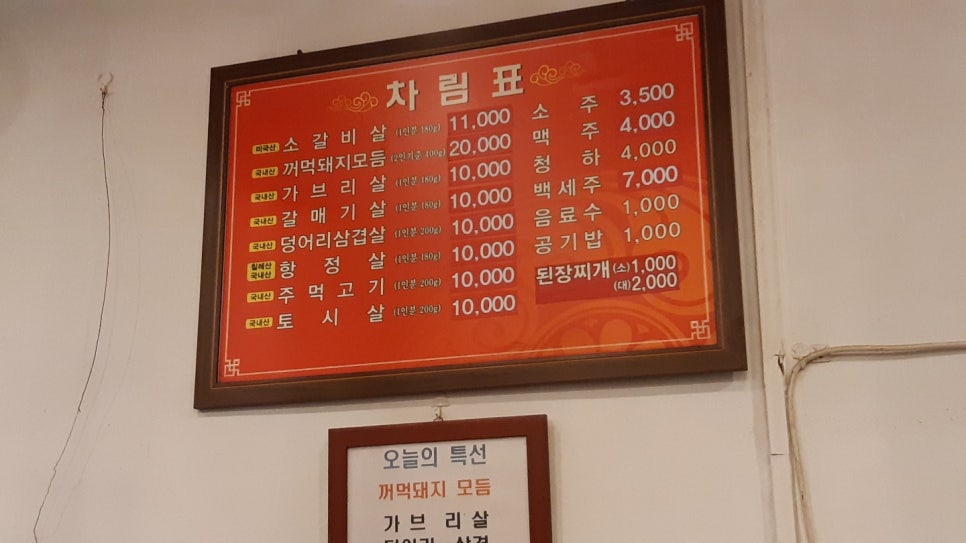 차림표
미국산 소갈비살 (1인분 180g) 11,000
국내산 꺼먹돼지모듬 (2인기준 400g) 20,000
국내산 가브리살 (1인분 180g) 10,000
국내산 갈매기살 (1인분 180g) 10,000
국내산 덩어리삼겹살 (1인분 200g) 10,000
칠레산 국내산 항정살 (1인분 180g) 10,000
국내산 주먹고기 (1인분 200g) 10,000
국내산 토시살 (1인분 200g) 10,000
소주 3,500
맥주 4,000
청하 4,000
백세주 7,000
음료수 1,000
공기밥 1,000
된장찌개 (소) 1,000
(대) 2,000
오늘의 특선
꺼먹돼지 모듬
가브리살